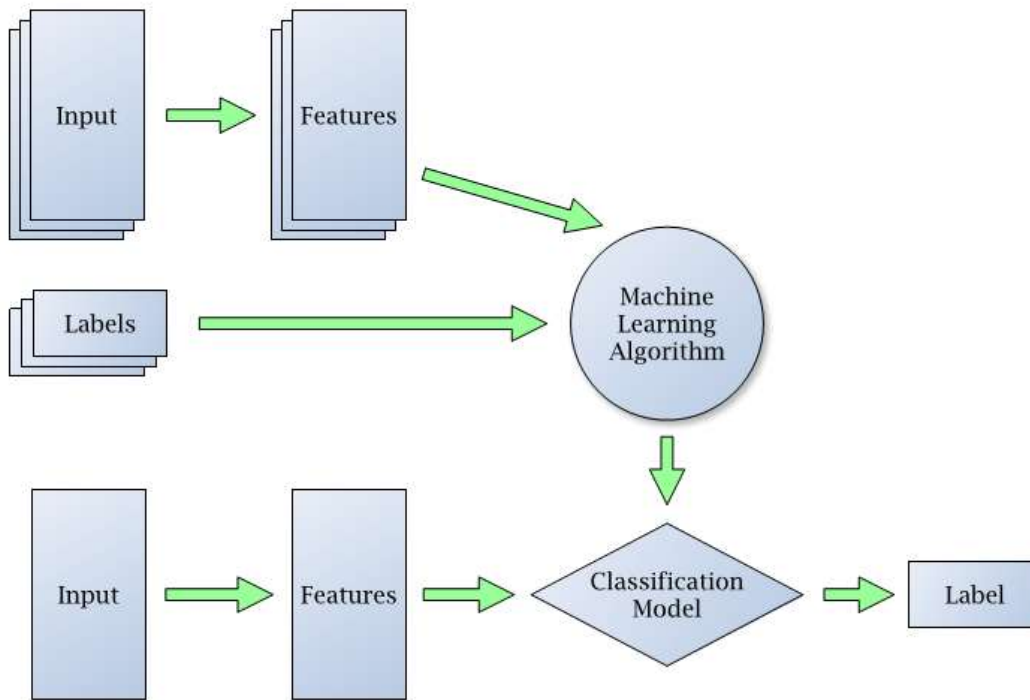 Input
Features
Labels
Machine
Learning
Algorithm
Input
Features
Classification
Model
Label